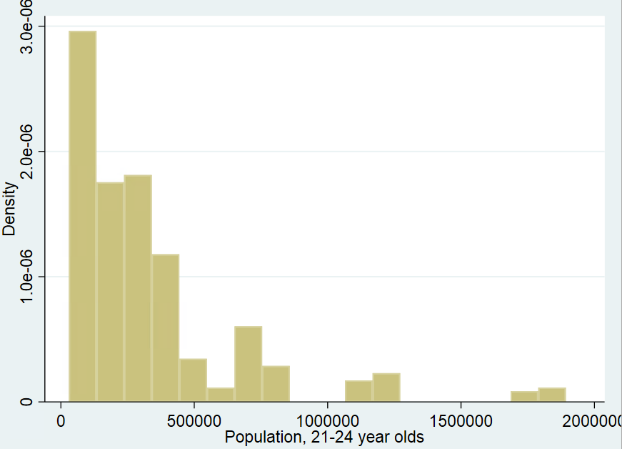 Density
3.0e-06
2.0e-06
1.0e-06
0
0 500000 1000000 1500000 2000000
Population, 21-24 year olds